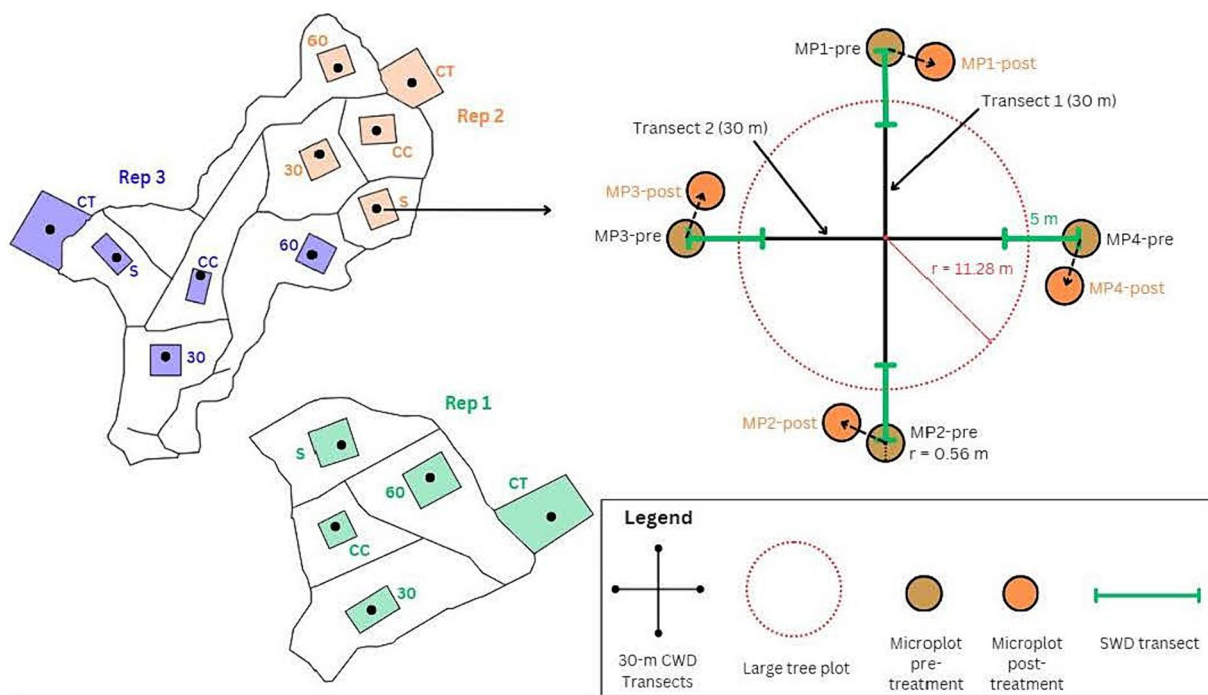 60
CT
Rep 2
CC
30
S
Rep 3
CT
S
CC
60
30
Rep 1
S
60
CT
CC
30
MP1-pre
MP1-post
Transect 1 (30 m)
Transect 2 (30 m)
MP3-post
MP3-pre
5 m
MP4-pre
r = 11.28 m
MP4-post
MP2-post
MP2-pre
r = 0.56 m
Legend
30-m CWD
Transects
Large tree plot
Microplot
pre-
treatment
Microplot
post-
treatment
SWD transect